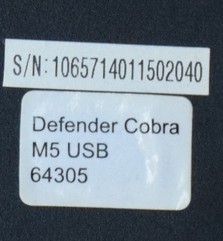 S/N: 1065714011502040
Defender Cobra
M5 USB
64305